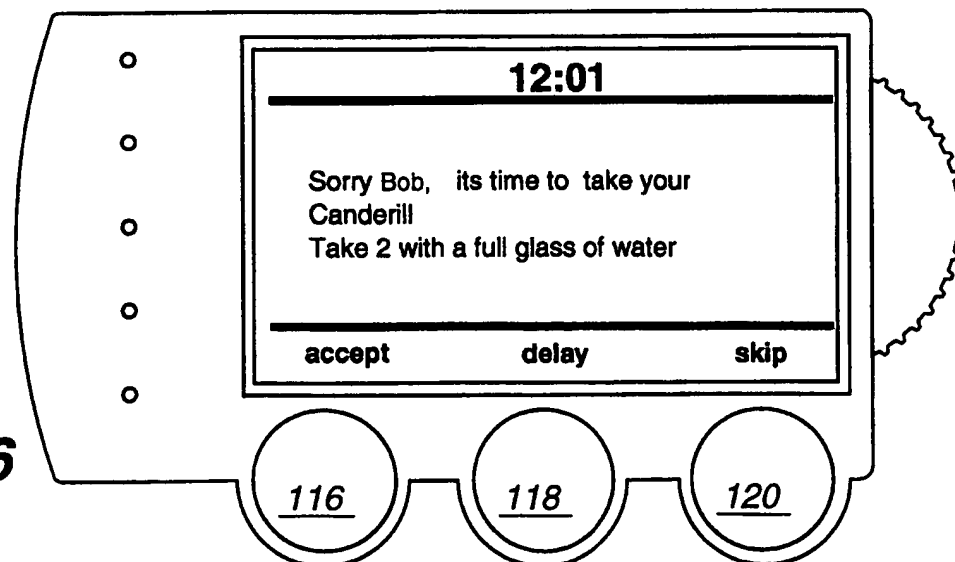 12:01
Sorry Bob, its time to take your
Canderill
Take 2 with a full glass of water
accept delay skip
6
116 118 120